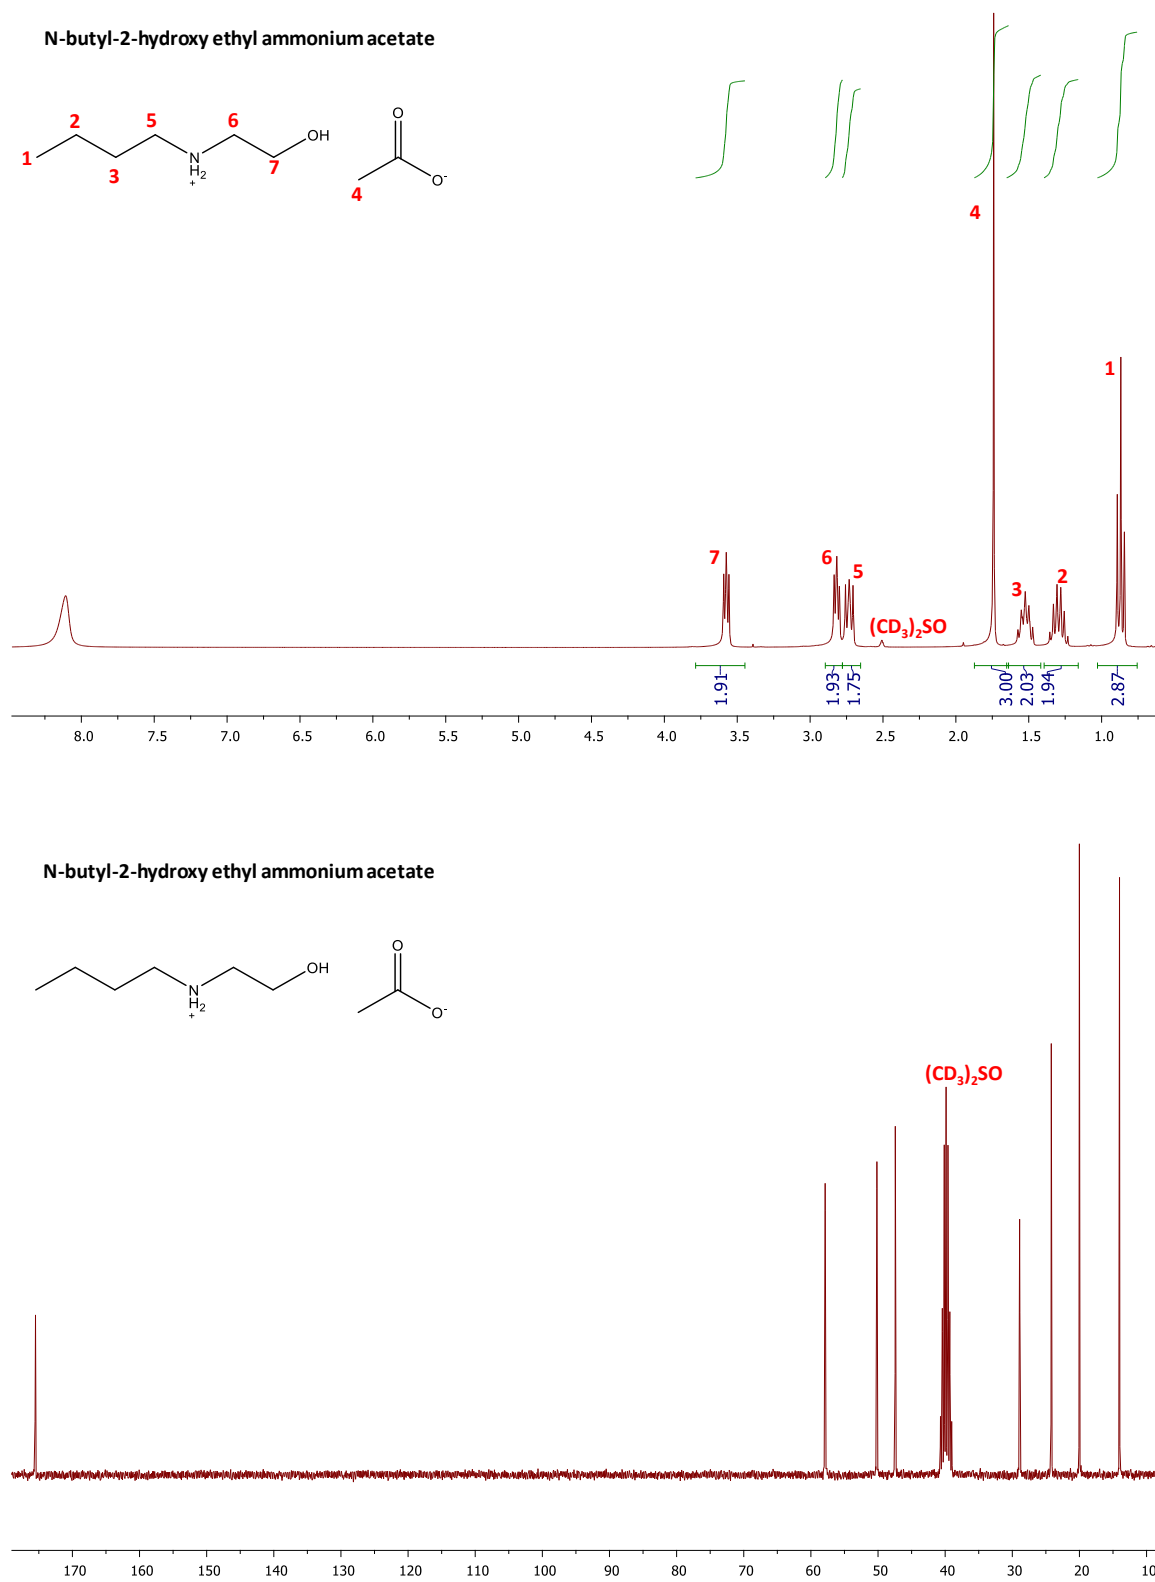 N-butyl-2-hydroxy ethyl ammonium acetate
O
2 5 6 OH
1 3 N H2 + 7 4 O-
4
1
7 6 5 3 2
(CD3)2SO
1.91 1.93 1.75 3.00 2.03 1.94 2.87
8.0 7.5 7.0 6.5 6.0 5.5 5.0 4.5 4.0 3.5 3.0 2.5 2.0 1.5 1.0
N-butyl-2-hydroxy ethyl ammonium acetate
O
OH
N H2 + O-
(CD3)2SO
170 160 150 140 130 120 110 100 90 80 70 60 50 40 30 20 10